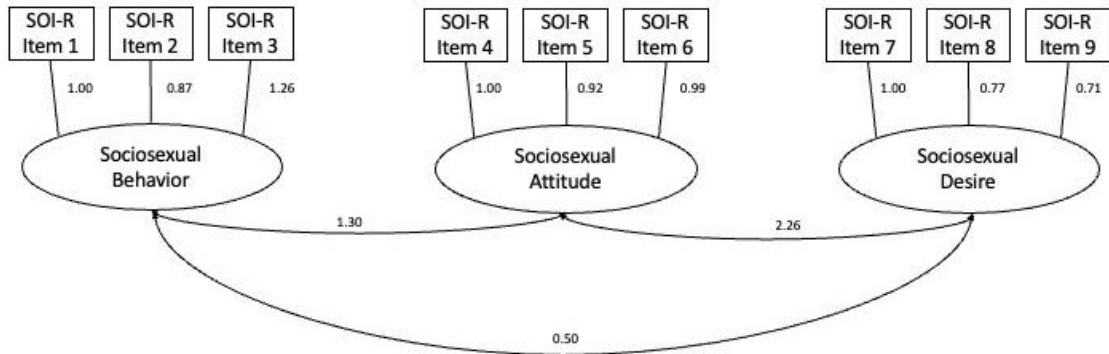 SOI-R SOI-R SOI-R SOI-R SOI-R SOI-R SOI-R SOI-R SOI-R
Item 1 Item 2 Item 3 Item 4 Item 5 Item 6 Item 7 Item 8 Item 9
1.00 0.87 1.26 1.00 0.92 0.99 1.00 0.77 0.71
Sociosexual Sociosexual Sociosexual
Behavior Attitude Desire
1.30 2.26
0.50